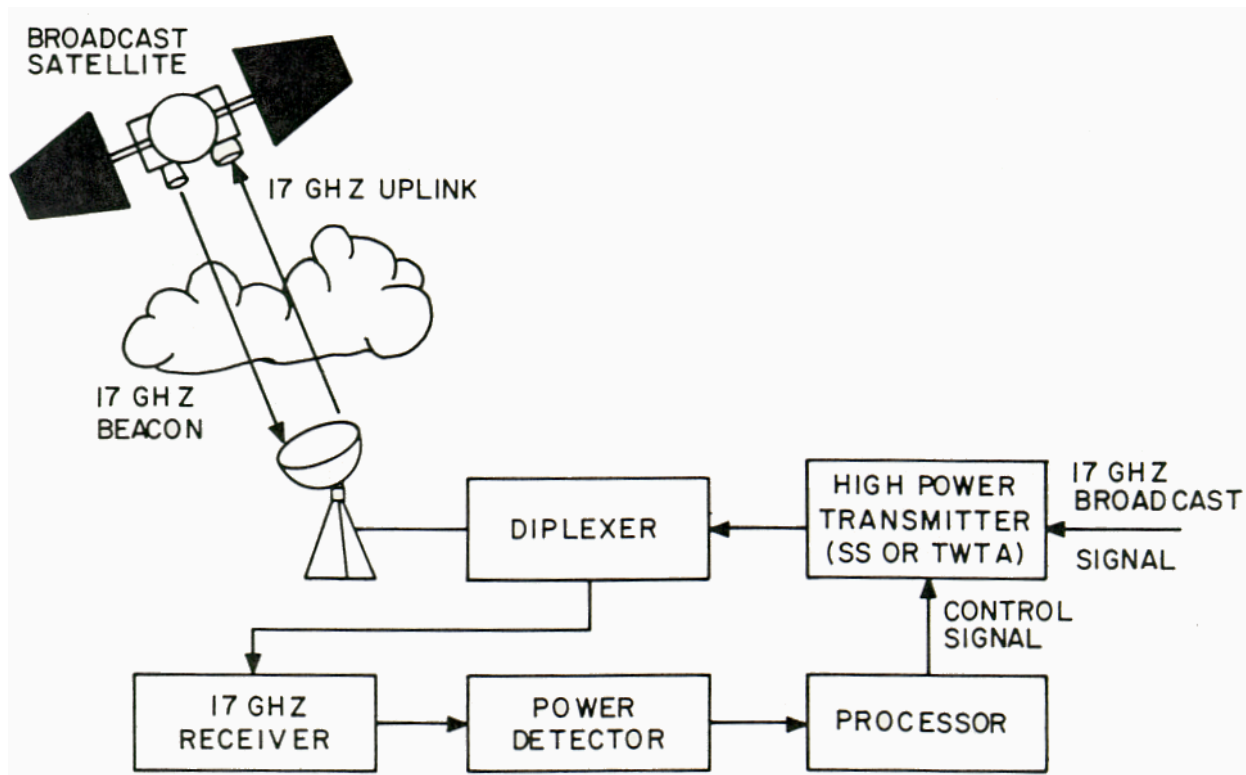 BROADCAST
SATELLITE
17 GHZ UPLINK
17 GHZ
BEACON
DIPLEXER
HIGH POWER
TRANSMITTER
(SS OR TWTA)
17 GHZ
BROADCAST
SIGNAL
CONTROL
SIGNAL
17 GHZ
RECEIVER
POWER
DETECTOR
PROCESSOR